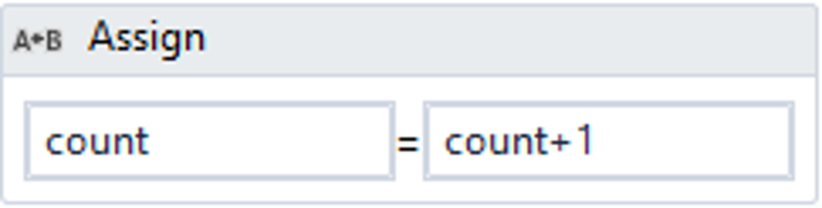 A←B Assign
count = count+1